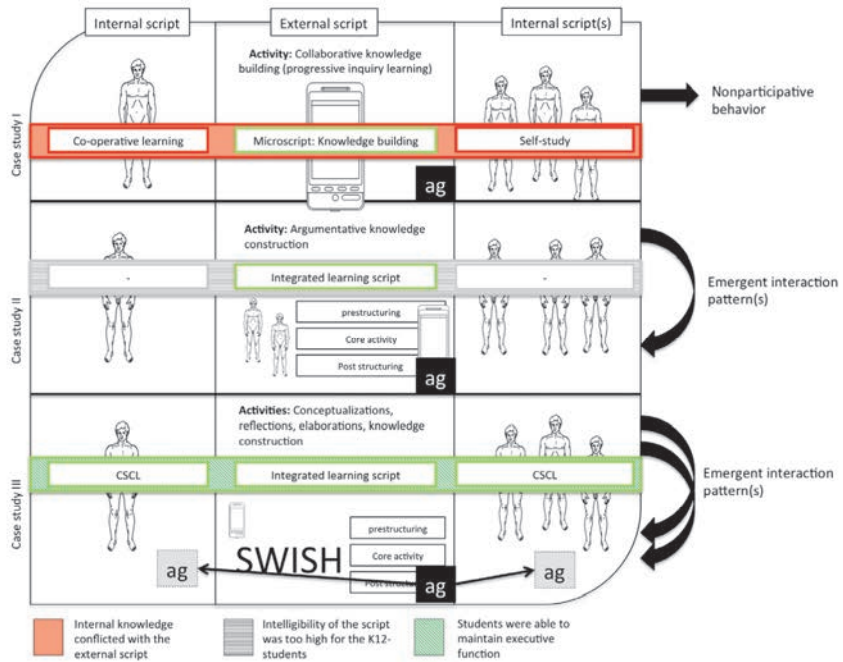 Internal script
External script
Internal script(s)
Activity: Collaborative knowledge
building (progressive inquiry learning)
Nonparticipative
behavior
Case study I
Co-operative learning
Microscript: Knowledge building
Self-study
ag
Activity: Argumentative knowledge
construction
Case study II
-
Integrated learning script
-
Emergent interaction
pattern(s)
prestructuring
Core activity
Post structuring
ag
Activities: Conceptualizations,
reflections, elaborations, knowledge
construction
Case study III
CSCL
Integrated learning script
CSCL
Emergent interaction
pattern(s)
prestructuring
SWISH
Core activity
ag
Post
ag
ag
Internal knowledge
conflicted with the
external script
Intelligibility of the script
was too high for the K12-
students
Students were able to
maintain executive
function